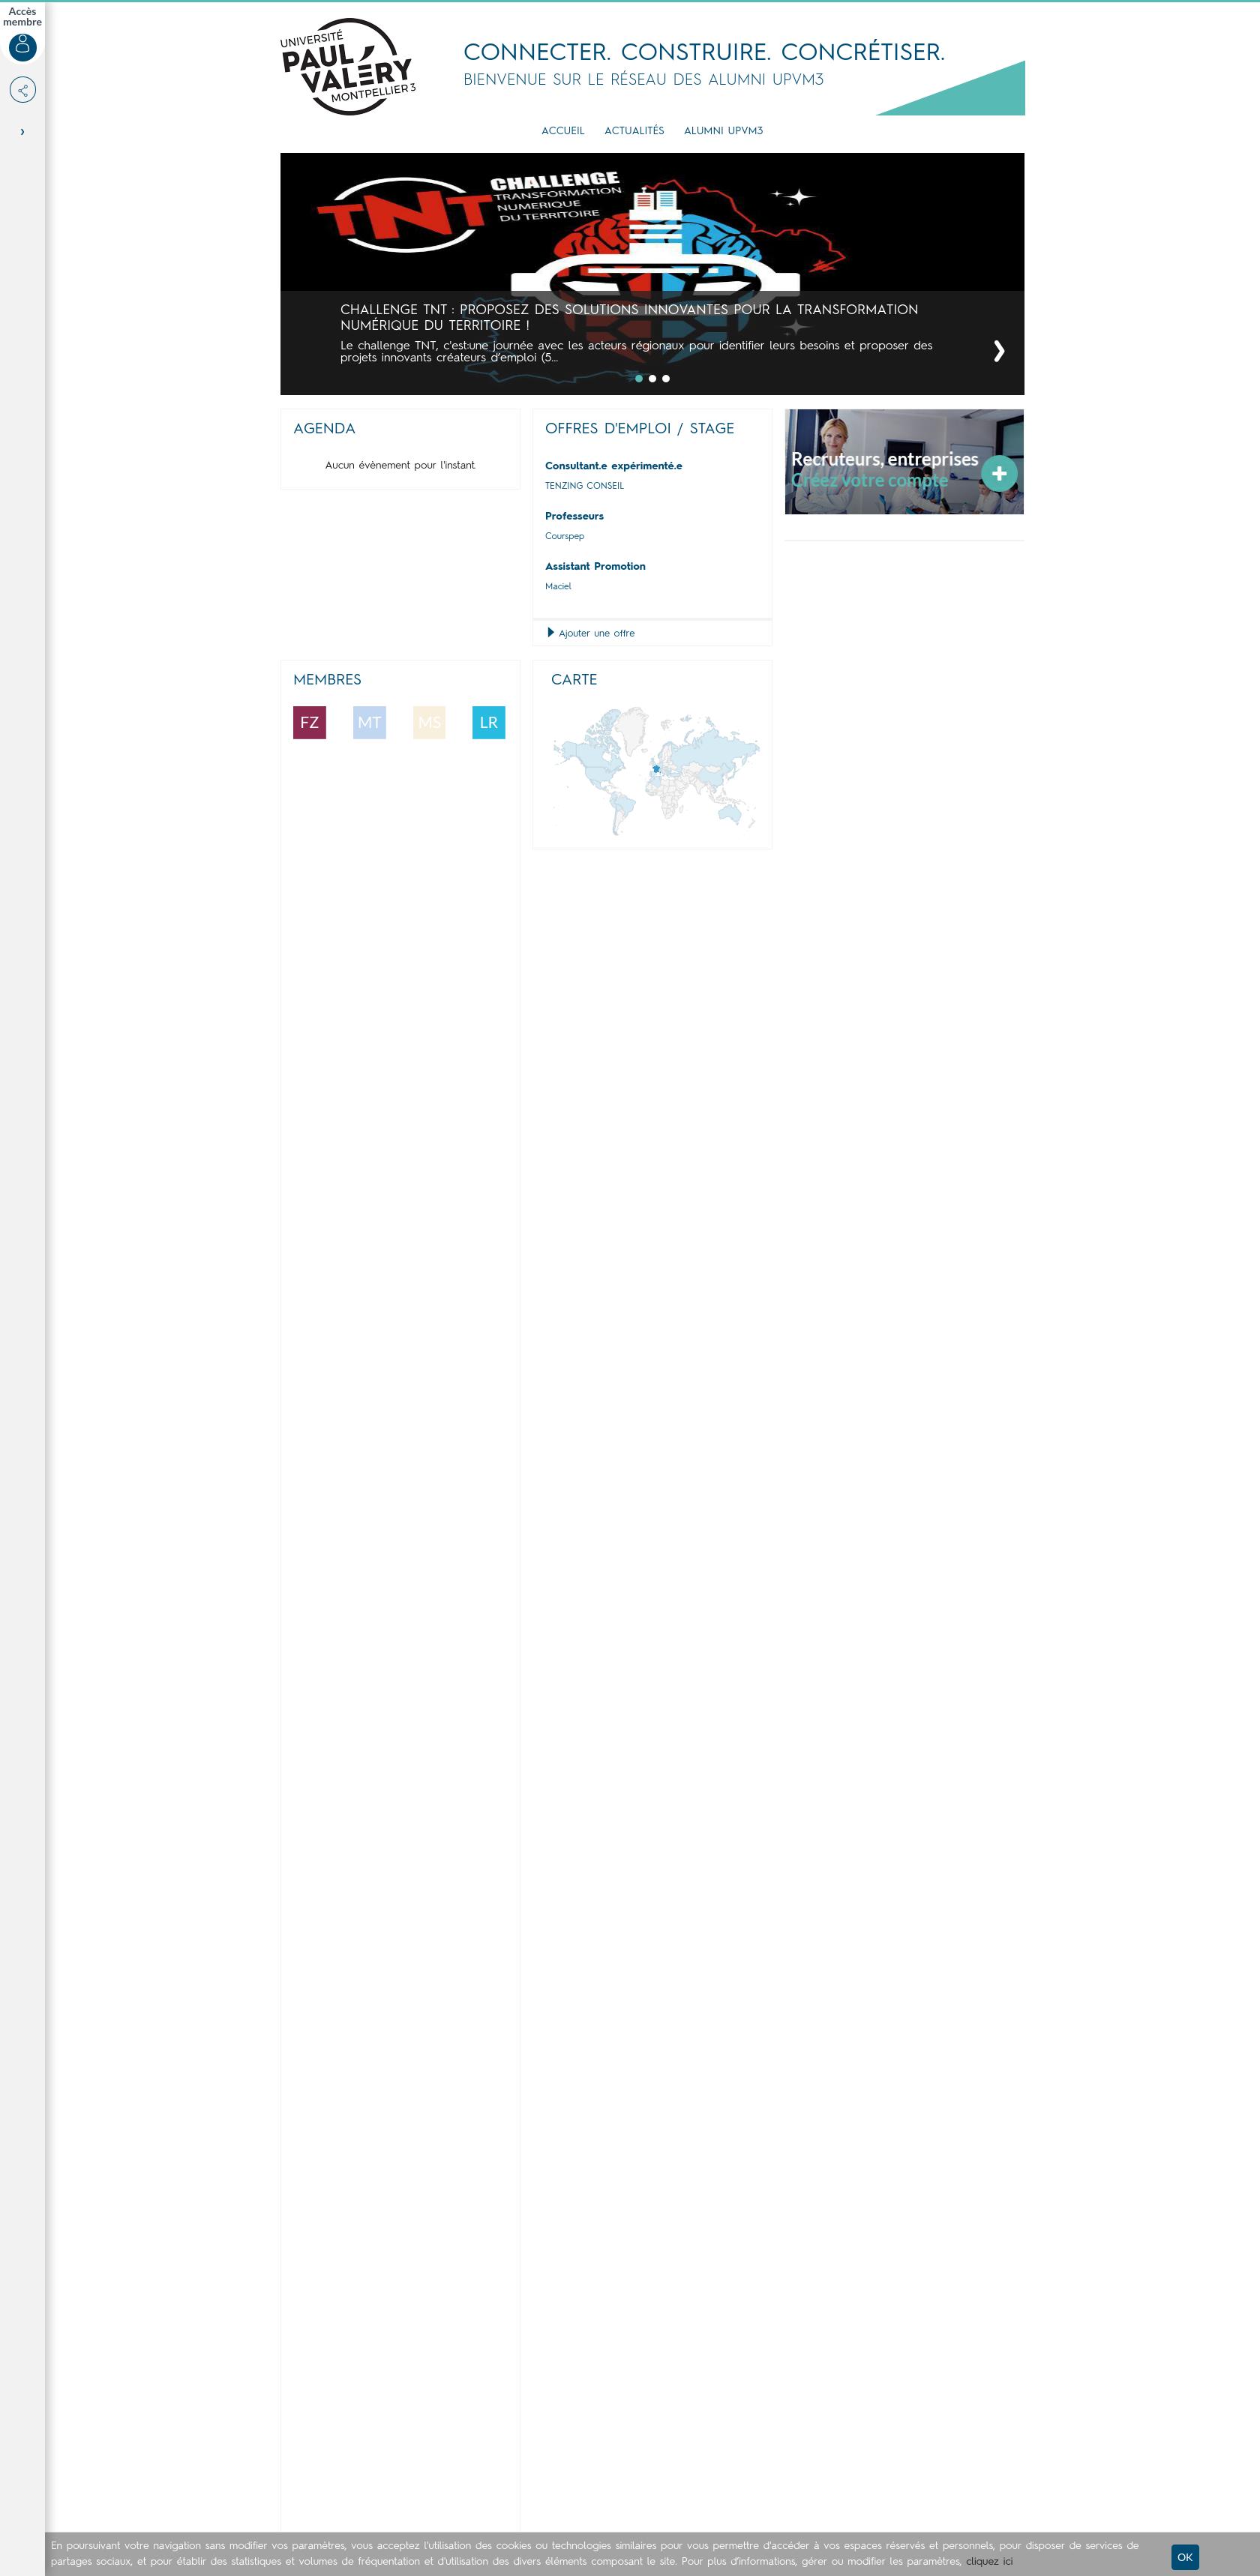 Accès
membre
UNIVERSITÉ
PAUL
VALÉRY
MONTPELLIER 3
CONNECTER. CONSTRUIRE. CONCRÉTISER.
BIENVENUE SUR LE RÉSEAU DES ALUMNI UPVM3
ACCUEIL ACTUALITÉS ALUMNI UPVM3
TNT CHALLENGE
TRANSFORMATION
NUMERIQUE
DU TERRITOIRE
CHALLENGE TNT : PROPOSEZ DES SOLUTIONS INNOVANTES POUR LA TRANSFORMATION
NUMÉRIQUE DU TERRITOIRE !
Le challenge TNT, c'est:une journée avec les acteurs régionaux pour identifier leurs besoins et proposer des
projets innovants créateurs d'emploi (5...
AGENDA
Aucun évènement pour l'instant.
OFFRES D'EMPLOI / STAGE
Consultant.e expérimenté.e
TENZING CONSEIL
Professeurs
Courspep
Assistant Promotion
Maciel
Ajouter une offre
Recruteurs, entreprises
Créez votre compte
MEMBRES
FZ MT MS LR
CARTE
En poursuivant votre navigation sans modifier vos paramètres, vous acceptez l'utilisation des cookies ou technologies similaires pour vous permettre d'accéder à vos espaces réservés et personnels, pour disposer de services de
partages sociaux, et pour établir des statistiques et volumes de fréquentation et d'utilisation des divers éléments composant le site. Pour plus d'informations, gérer ou modifier les paramètres, cliquez ici
OK